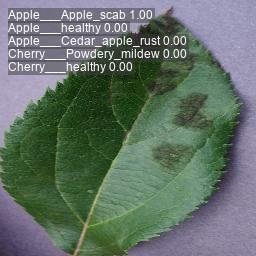 Apple___Apple_scab 1.00
Apple___healthy 0.00
Apple___Cedar_apple_rust 0.00
Cherry___Powdery_mildew 0.00
Cherry___healthy 0.00